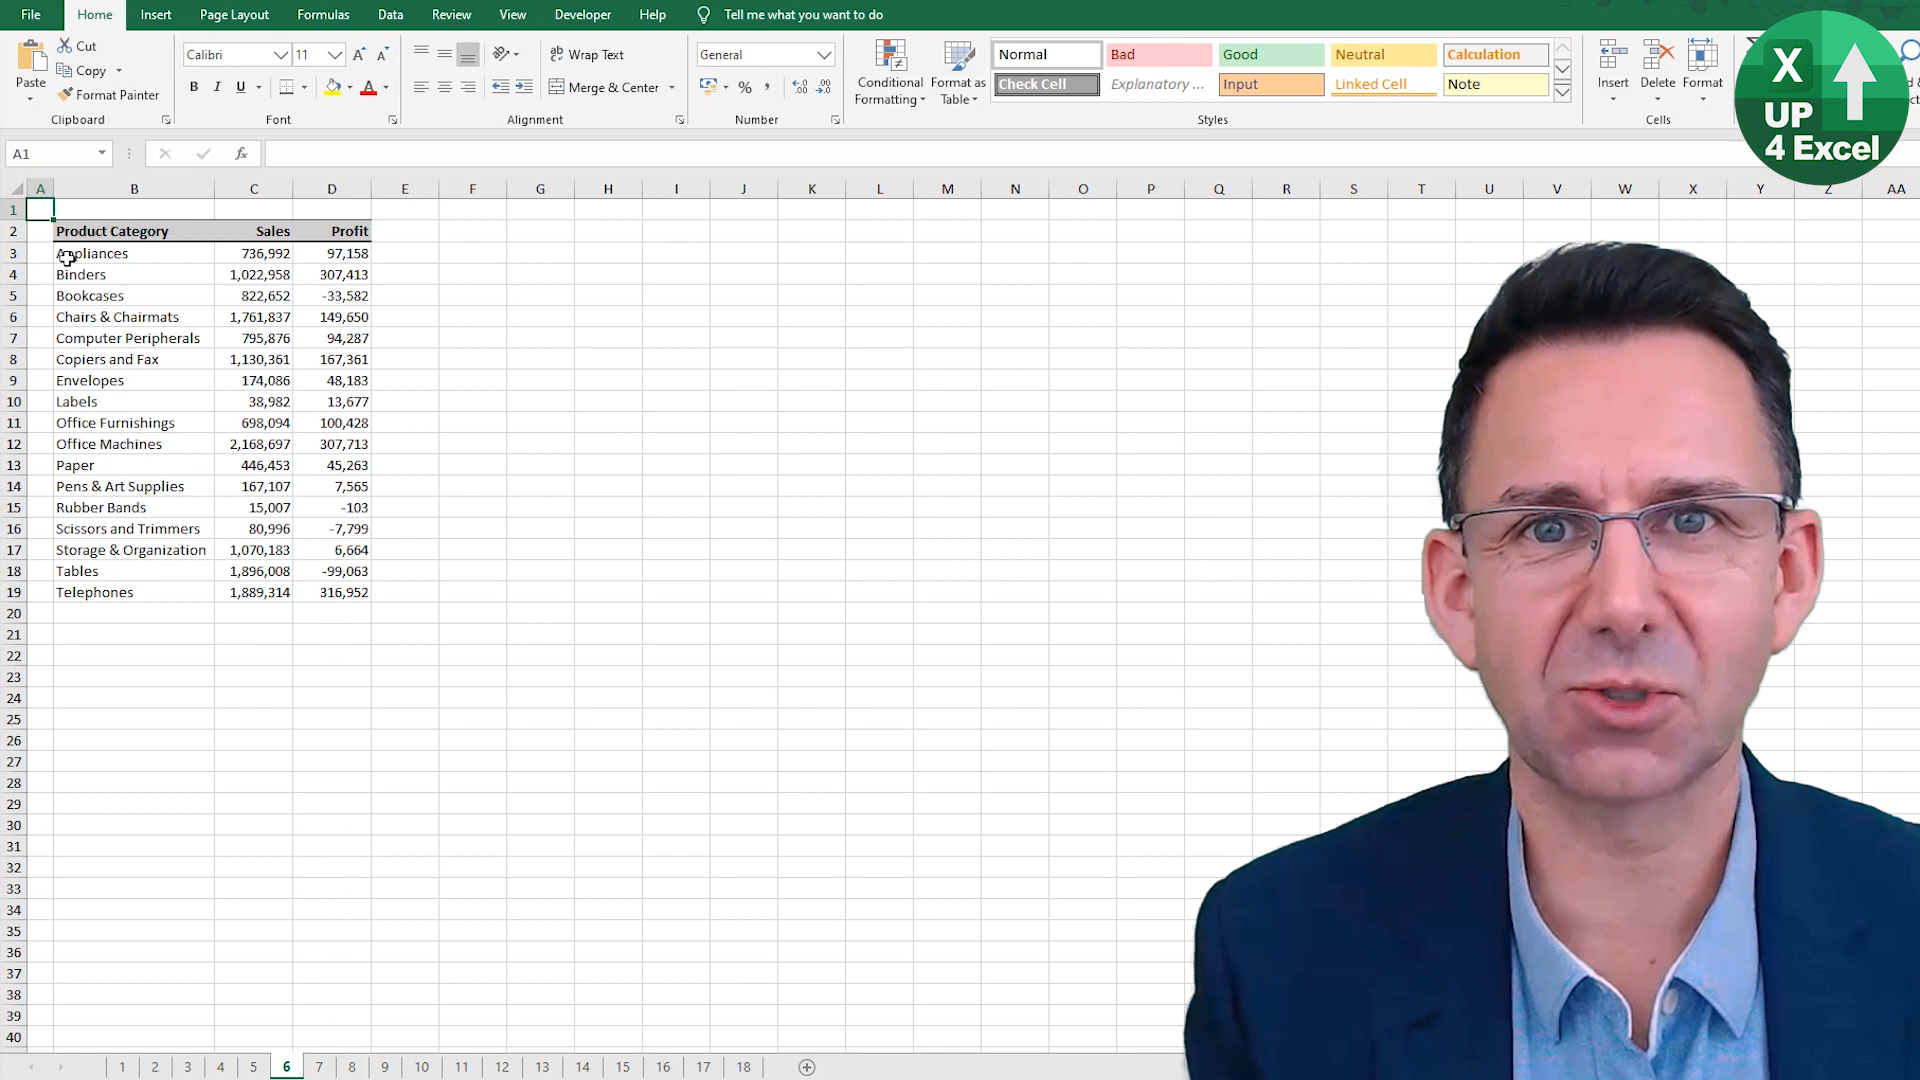 File Home Insert Page Layout Formulas Data Review View Developer Help Tell me what you want to do
Paste
Cut
Copy
Format Painter
Clipboard
Calibri 11
B I U
Font
Wrap Text
Merge & Center
Alignment
General
%
Number
Conditional Formatting
Format as Table
Normal Bad Good Neutral Calculation
Check Cell Explanatory ... Input Linked Cell Note
Styles
Insert Delete Format
Cells
X
UP
4 Excel
A1 fx
A B C D E F G H I J K L M N O P Q R S T U V W X Y Z AA
1
2 Product Category Sales Profit
3 Appliances 736,992 97,158
4 Binders 1,022,958 307,413
5 Bookcases 822,652 -33,582
6 Chairs & Chairmats 1,761,837 149,650
7 Computer Peripherals 795,876 94,287
8 Copiers and Fax 1,130,361 167,361
9 Envelopes 174,086 48,183
10 Labels 38,982 13,677
11 Office Furnishings 698,094 100,428
12 Office Machines 2,168,697 307,713
13 Paper 446,453 45,263
14 Pens & Art Supplies 167,107 7,565
15 Rubber Bands 15,007 -103
16 Scissors and Trimmers 80,996 -7,799
17 Storage & Organization 1,070,183 6,664
18 Tables 1,896,008 -99,063
19 Telephones 1,889,314 316,952
20
21
22
23
24
25
26
27
28
29
30
31
32
33
34
35
36
37
38
39
40
1 2 3 4 5 6 7 8 9 10 11 12 13 14 15 16 17 18